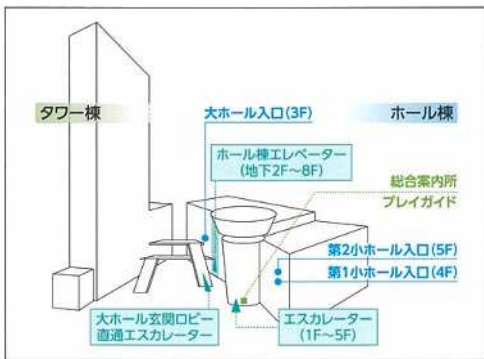 タワー棟
大ホール入口(3F)
ホール棟
ホール棟エレベーター
(地下2F~8F)
総合案内所
プレイガイド
第2小ホール入口(5F)
第1小ホール入口(4F)
大ホール玄関ロビー
直通エスカレーター
エスカレーター
(1F~5F)